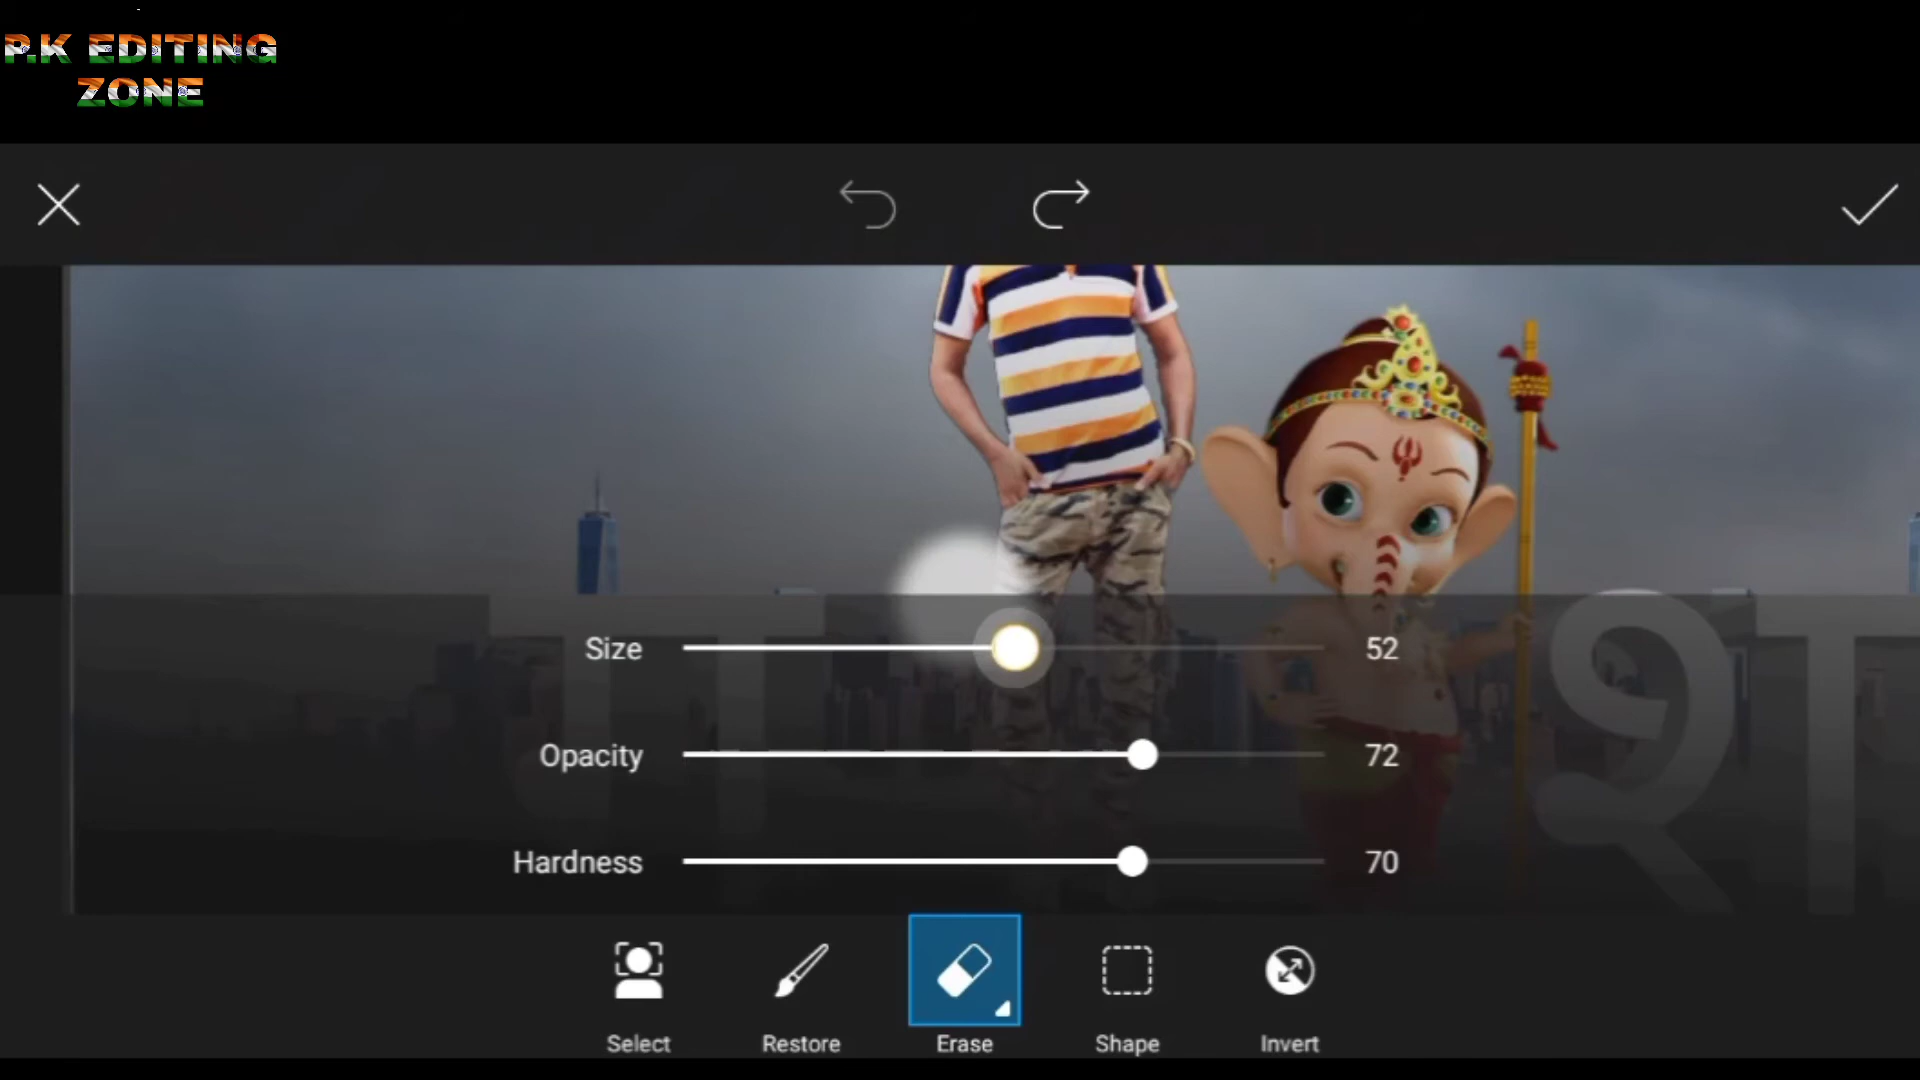 P.K EDITING
ZONE
Size 52
Opacity 72
Hardness 70
Select Restore Erase Shape Invert